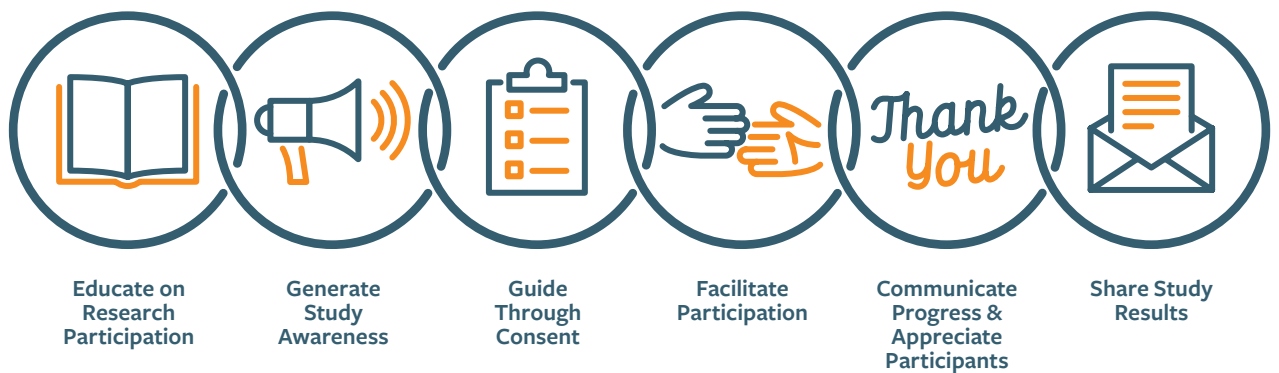 Thank
You
Educate on
Research
Participation
Generate
Study
Awareness
Guide
Through
Consent
Facilitate
Participation
Communicate
Progress &
Appreciate
Participants
Share Study
Results